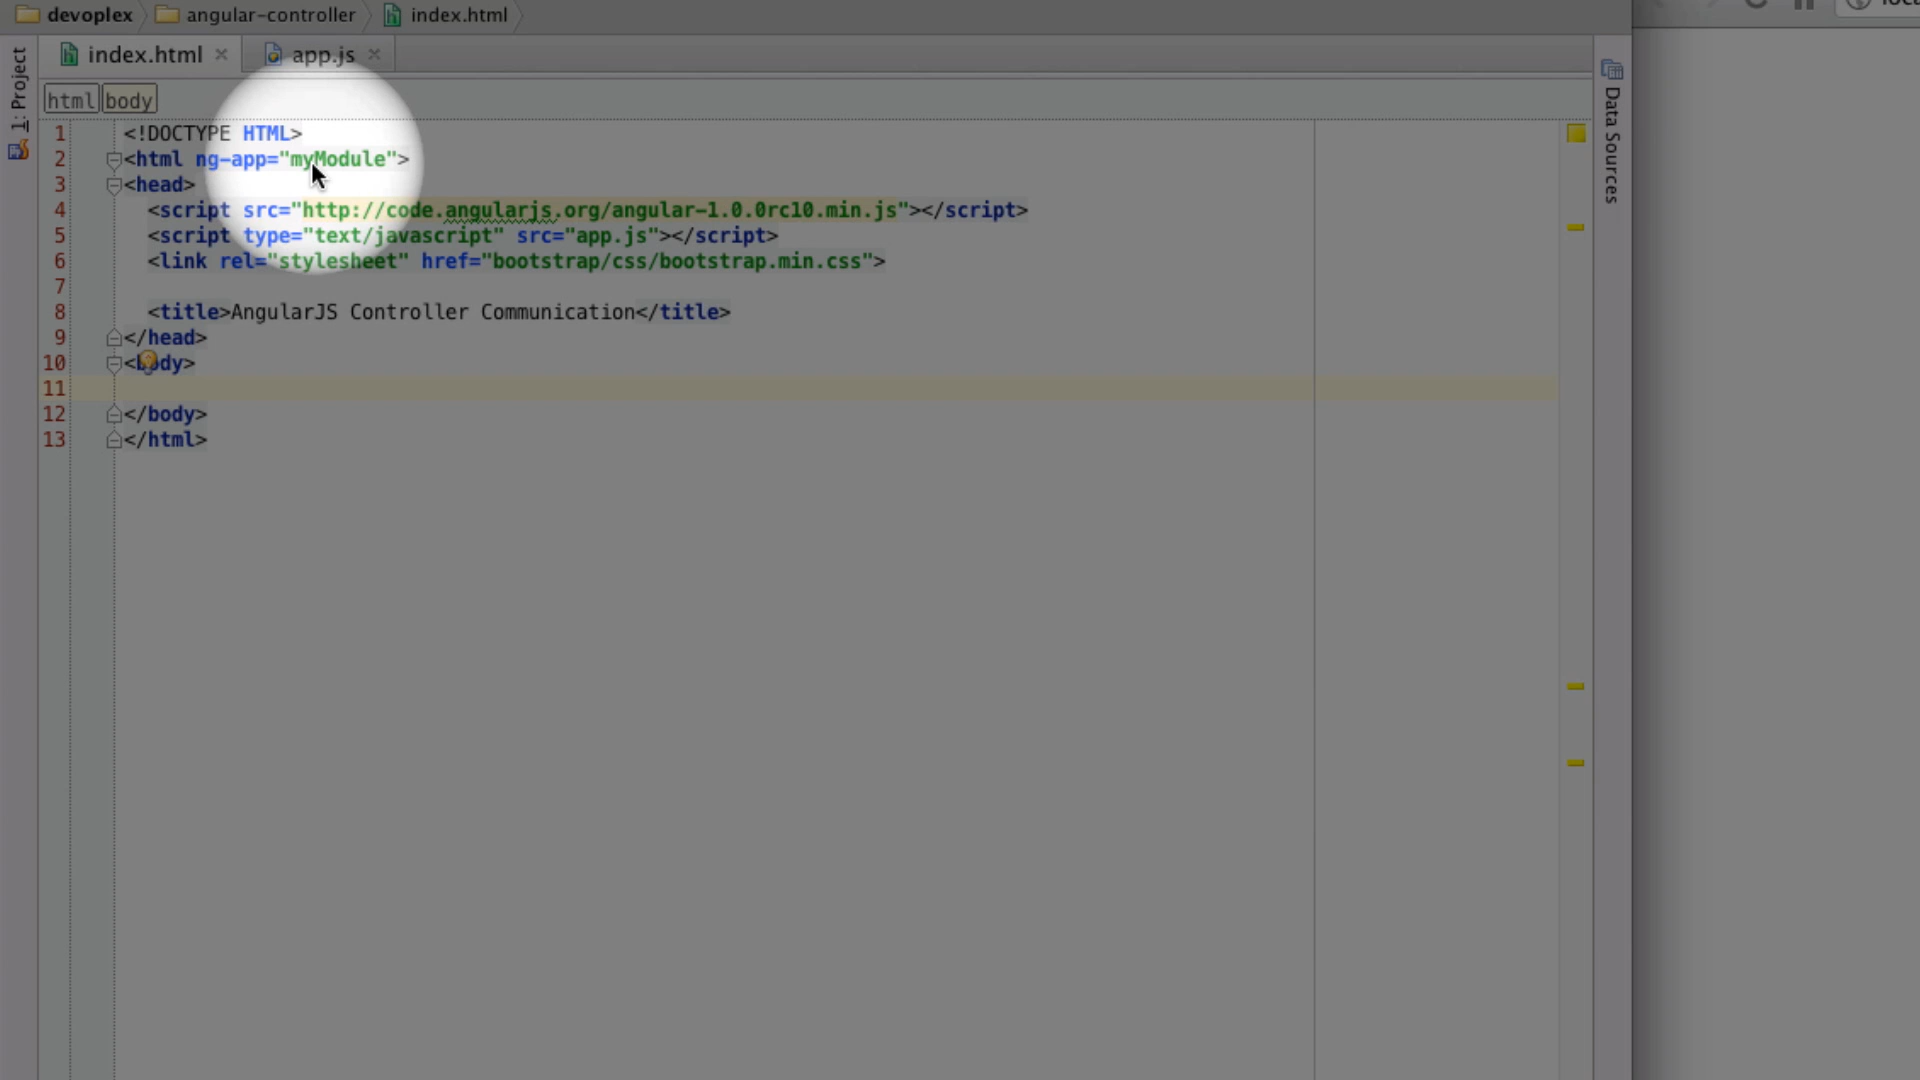 devoplex angular-controller index.html
index.html app.js
html body
1: Project
Data Sources
1 <!DOCTYPE HTML>
2 <html ng-app="myModule">
3 <head>
4 <script src="http://code.angularjs.org/angular-1.0.0rc10.min.js"></script>
5 <script type="text/javascript" src="app.js"></script>
6 <link rel="stylesheet" href="bootstrap/css/bootstrap.min.css">
7
8 <title>AngularJS Controller Communication</title>
9 </head>
10 <body>
11
12 </body>
13 </html>